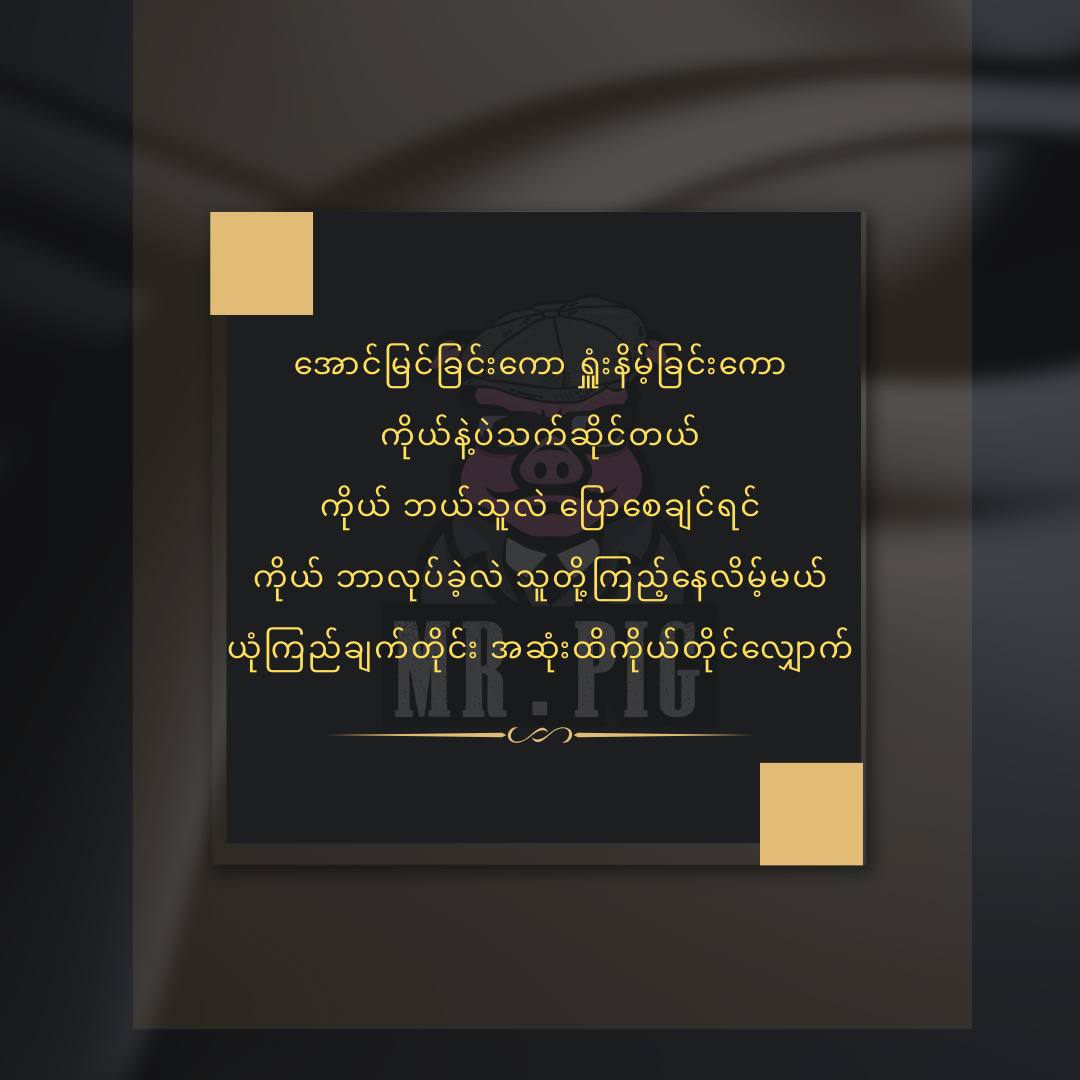 အောင်မြင်ခြင်းကော ရှူံးနိမ့်ခြင်းကော
ကိုယ်နဲ့ပဲသက်ဆိုင်တယ်
ကိုယ် ဘယ်သူလဲ ပြောစေချင်ရင်
ကိုယ် ဘာလုပ်ခဲ့လဲ သူတို့ကြည့်နေလိမ့်မယ်
ယုံကြည်ချက်တိုင်း အဆုံးထိကိုယ်တိုင်လျှောက်
MR.PIG